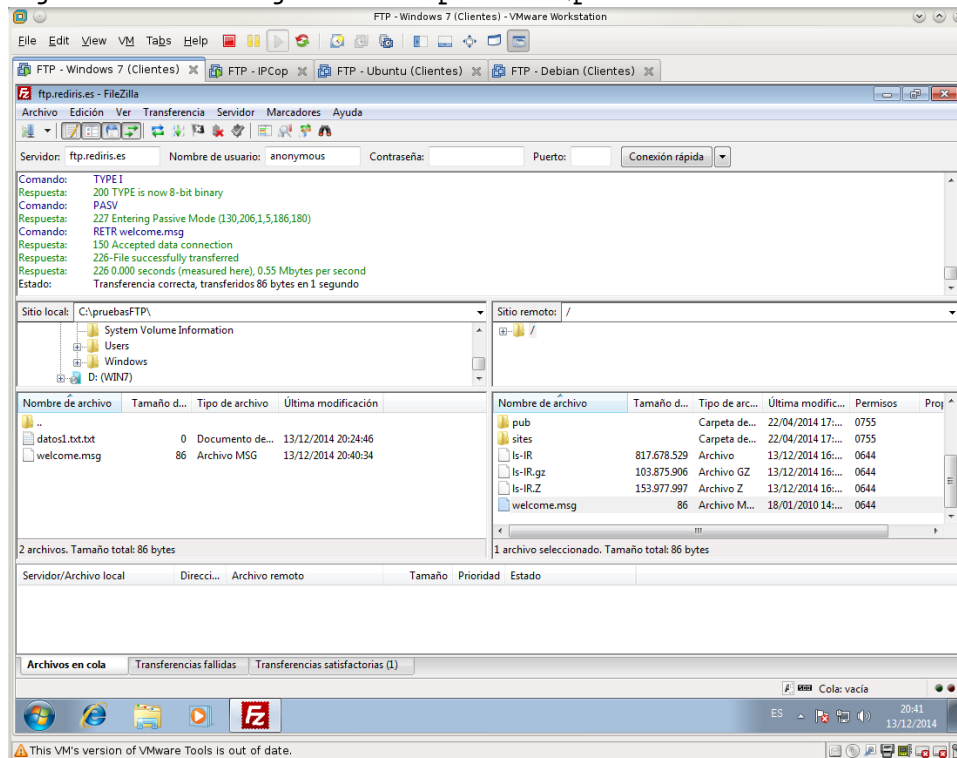 FTP - Windows 7 (Clientes) - VMware Workstation
File Edit View VM Tabs Help
FTP - Windows 7 (Clientes) FTP - IPCop FTP - Ubuntu (Clientes) FTP - Debian (Clientes)
ftp.rediris.es - FileZilla
Archivo Edición Ver Transferencia Servidor Marcadores Ayuda
Servidor: ftp.rediris.es Nombre de usuario: anonymous Contraseña: Puerto: Conexión rápida
Comando: TYPE I
Respuesta: 200 TYPE is now 8-bit binary
Comando: PASV
Respuesta: 227 Entering Passive Mode (130,206,1,5,186,180)
Comando: RETR welcome.msg
Respuesta: 150 Accepted data connection
Respuesta: 226-File successfully transferred
Respuesta: 226 0.000 seconds (measured here), 0.55 Mbytes per second
Estado: Transferencia correcta, transferidos 86 bytes en 1 segundo
Sitio local: C:\pruebasFTP\
System Volume Information
Users
Windows
D: (WIN7)
Sitio remoto: /
/
Nombre de archivo Tamaño d... Tipo de archivo Última modificación
..
datos1.txt.txt 0 Documento de... 13/12/2014 20:24:46
welcome.msg 86 Archivo MSG 13/12/2014 20:40:34
2 archivos. Tamaño total: 86 bytes
Nombre de archivo Tamaño d... Tipo de arc... Última modific... Permisos
pub Carpeta de... 22/04/2014 17:... 0755
sites Carpeta de... 22/04/2014 17:... 0755
ls-lR 817.678.529 Archivo 13/12/2014 16:... 0644
ls-lR.gz 103.875.906 Archivo GZ 13/12/2014 16:... 0644
ls-lR.Z 153.977.997 Archivo Z 13/12/2014 16:... 0644
welcome.msg 86 Archivo M... 18/01/2010 14:... 0644
1 archivo seleccionado. Tamaño total: 86 bytes
Servidor/Archivo local Direcci... Archivo remoto Tamaño Prioridad Estado
Archivos en cola Transferencias fallidas Transferencias satisfactorias (1)
Cola: vacía
ES 20:41
13/12/2014
This VM's version of VMware Tools is out of date.